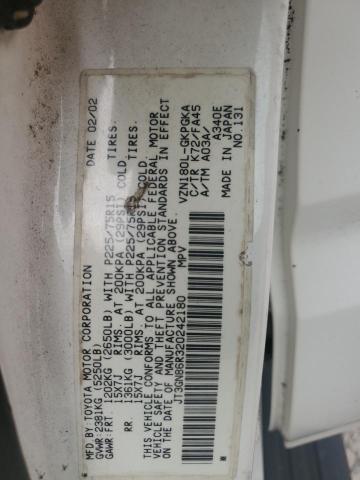 MFD BY: TOYOTA MOTOR CORPORATION DATE 02/02
GVWR: 2381KG (5250LB)
GAWR: FRT. 1202KG (2650LB) WITH P225/75R15 TIRES.
15X7J RIMS. AT 200KPA (29PSI) COLD,
RR 1361KG (3000LB) WITH P225/75R15 TIRES.
15X7J RIMS. AT 200KPA (29PSI) COLD.
THIS VEHICLE CONFORMS TO ALL APPLICABLE FEDERAL MOTOR
VEHICLE SAFETY AND THEFT PREVENTION STANDARDS IN EFFECT
ON THE DATE OF MANUFACTURE SHOWN ABOVE.
JT3GN86R320242180 MPV
VZN180L-GKPGKA
C/TR K72/FA45
A/TM A03A/ A340E
MADE IN JAPAN
NO.131